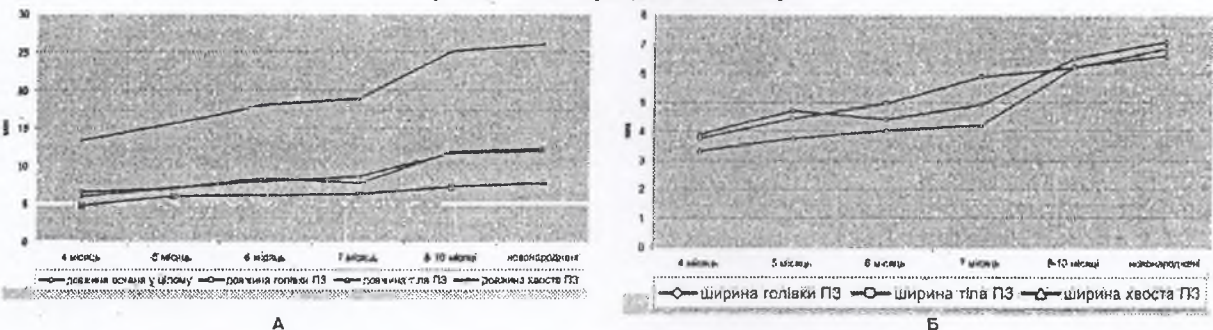 30
25
20
15
10
5
0
мм
4 місяць 5 місяць 6 місяць 7 місяць 8-10 місяці новонароджені
довжина органа у цілому довжина голівки ПЗ довжина тіла ПЗ довжина хвоста ПЗ
А
8
7
6
5
4
3
2
1
0
мм
4 місяць 5 місяць 6 місяць 7 місяць 8-10 місяці новонароджені
ширина голівки ПЗ ширина тіла ПЗ ширина хвоста ПЗ
Б